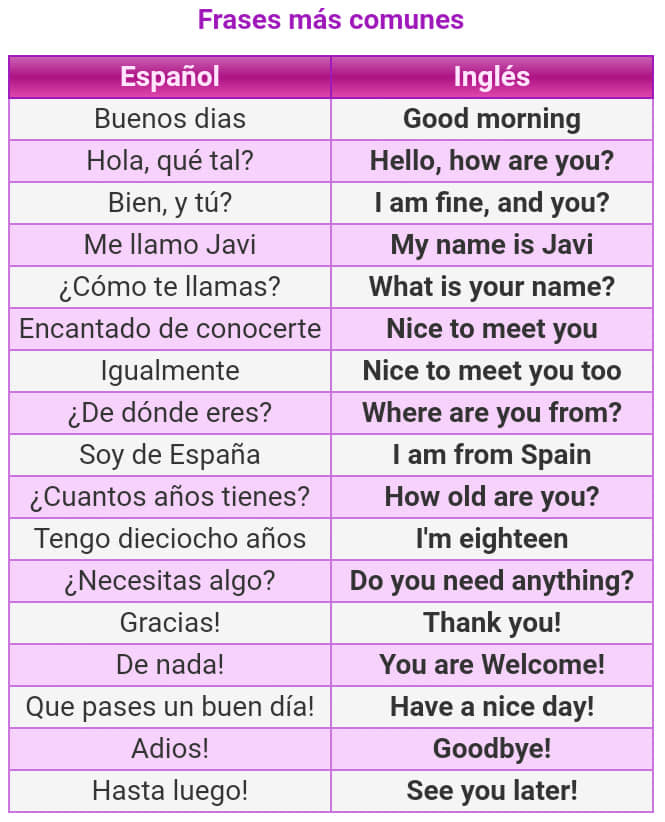 Frases más comunes
Español Inglés
Buenos dias Good morning
Hola, qué tal? Hello, how are you?
Bien, y tú? I am fine, and you?
Me llamo Javi My name is Javi
¿Cómo te llamas? What is your name?
Encantado de conocerte Nice to meet you
Igualmente Nice to meet you too
¿De dónde eres? Where are you from?
Soy de España I am from Spain
¿Cuantos años tienes? How old are you?
Tengo dieciocho años I'm eighteen
¿Necesitas algo? Do you need anything?
Gracias! Thank you!
De nada! You are Welcome!
Que pases un buen día! Have a nice day!
Adios! Goodbye!
Hasta luego! See you later!